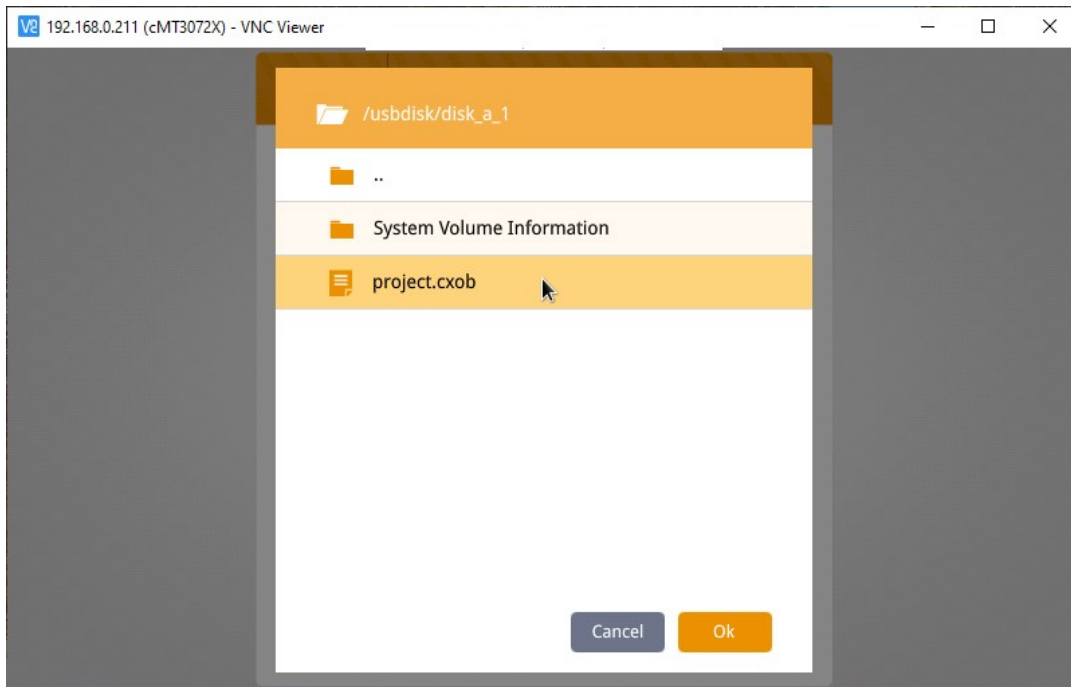 192.168.0.211 (cMT3072X) - VNC Viewer
/usbdisk/disk_a_1
..
System Volume Information
project.cxob
Cancel Ok